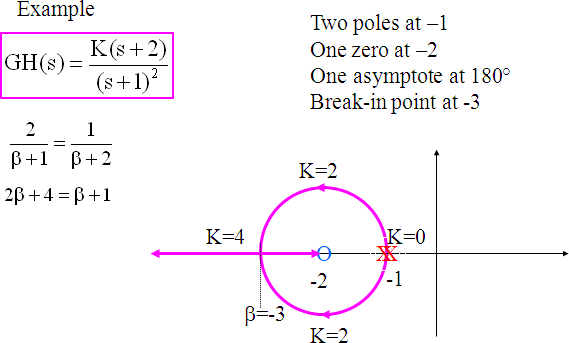 Example
GH(s) = K(s+2) / (s+1)²
2 / β+1 = 1 / β+2
2β+4 = β+1
Two poles at –1
One zero at –2
One asymptote at 180°
Break-in point at -3
K=2
K=4
K=0
-2
-1
β=-3
K=2